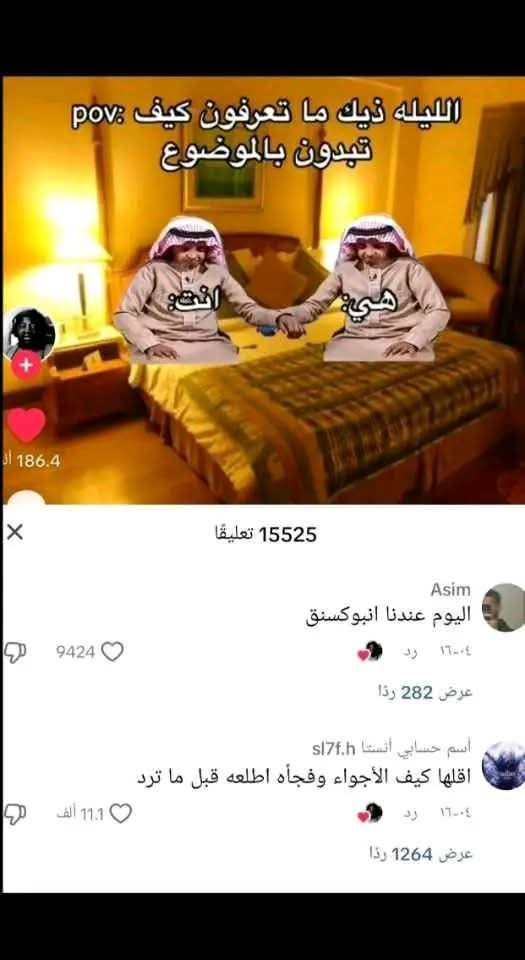 الليله ذيك ما تعرفون كيف :pov
تبدون بالموضوع
انت:
هي:
186.4 أل
15525 تعليقًا
Asim
اليوم عندنا انبوكسنق
٠٤-١٦ رد
9424
عرض 282 ردًا
أسم حسابي أنستا sl7f.h
اقلها كيف الأجواء وفجأه اطلعه قبل ما ترد
٠٤-١٦ رد
11.1 ألف
عرض 1264 ردًا